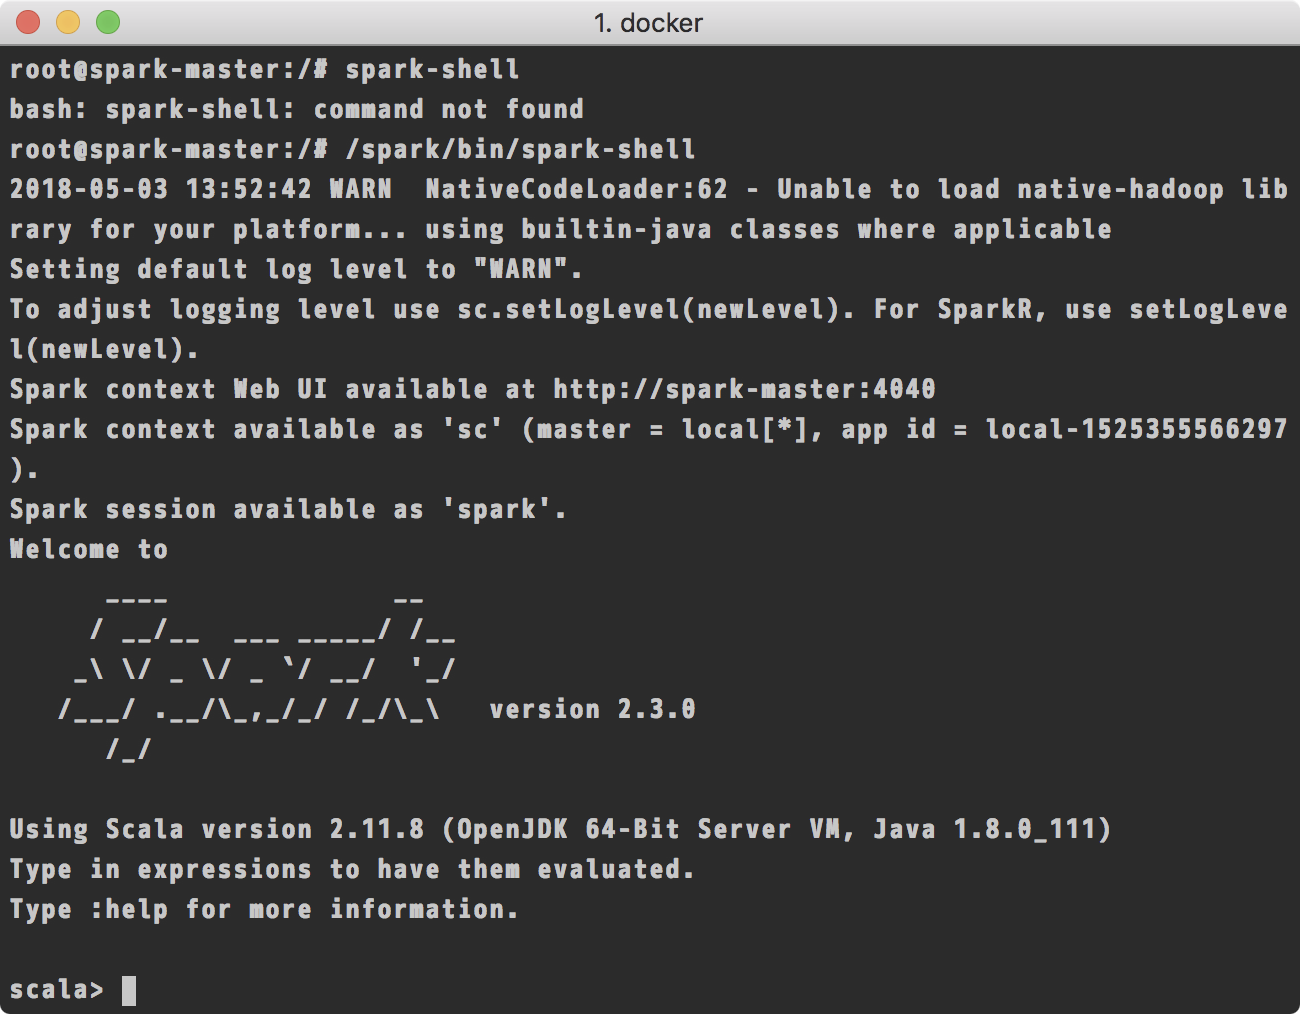 1. docker
root@spark-master:/# spark-shell
bash: spark-shell: command not found
root@spark-master:/# /spark/bin/spark-shell
2018-05-03 13:52:42 WARN  NativeCodeLoader:62 - Unable to load native-hadoop lib
rary for your platform... using builtin-java classes where applicable
Setting default log level to "WARN".
To adjust logging level use sc.setLogLevel(newLevel). For SparkR, use setLogLeve
l(newLevel).
Spark context Web UI available at http://spark-master:4040
Spark context available as 'sc' (master = local[*], app id = local-1525355566297
).
Spark session available as 'spark'.
Welcome to
      ____              __
     / __/__  ___ _____/ /__
    _\ \/ _ \/ _ `/ __/  '_/
   /___/ .__/\_,_/_/ /_/\_\   version 2.3.0
      /_/
Using Scala version 2.11.8 (OpenJDK 64-Bit Server VM, Java 1.8.0_111)
Type in expressions to have them evaluated.
Type :help for more information.
scala>